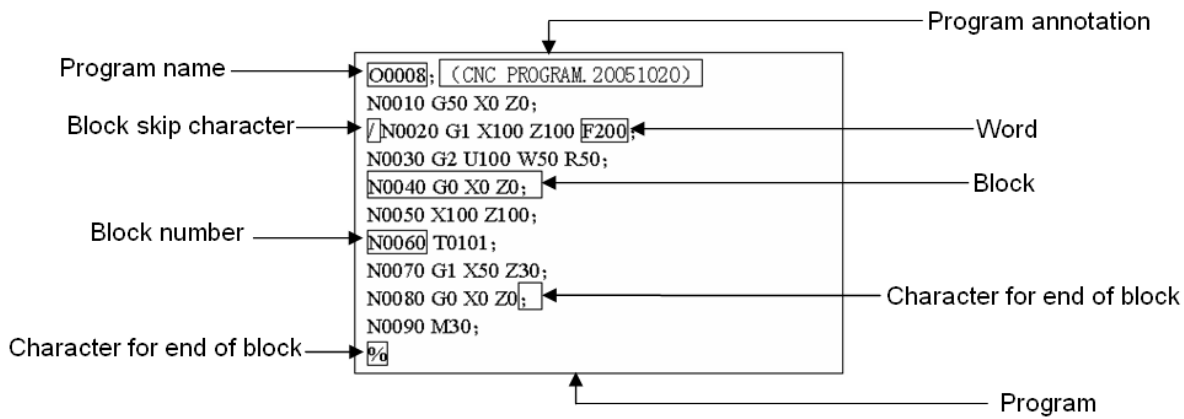 Program annotation
Program name
O0008; (CNC PROGRAM. 20051020)
N0010 G50 X0 Z0;
Block skip character
/N0020 G1 X100 Z100 F200;
Word
N0030 G2 U100 W50 R50;
N0040 G0 X0 Z0;
Block
N0050 X100 Z100;
Block number
N0060 T0101;
N0070 G1 X50 Z30;
N0080 G0 X0 Z0;
Character for end of block
N0090 M30;
Character for end of block
%
Program